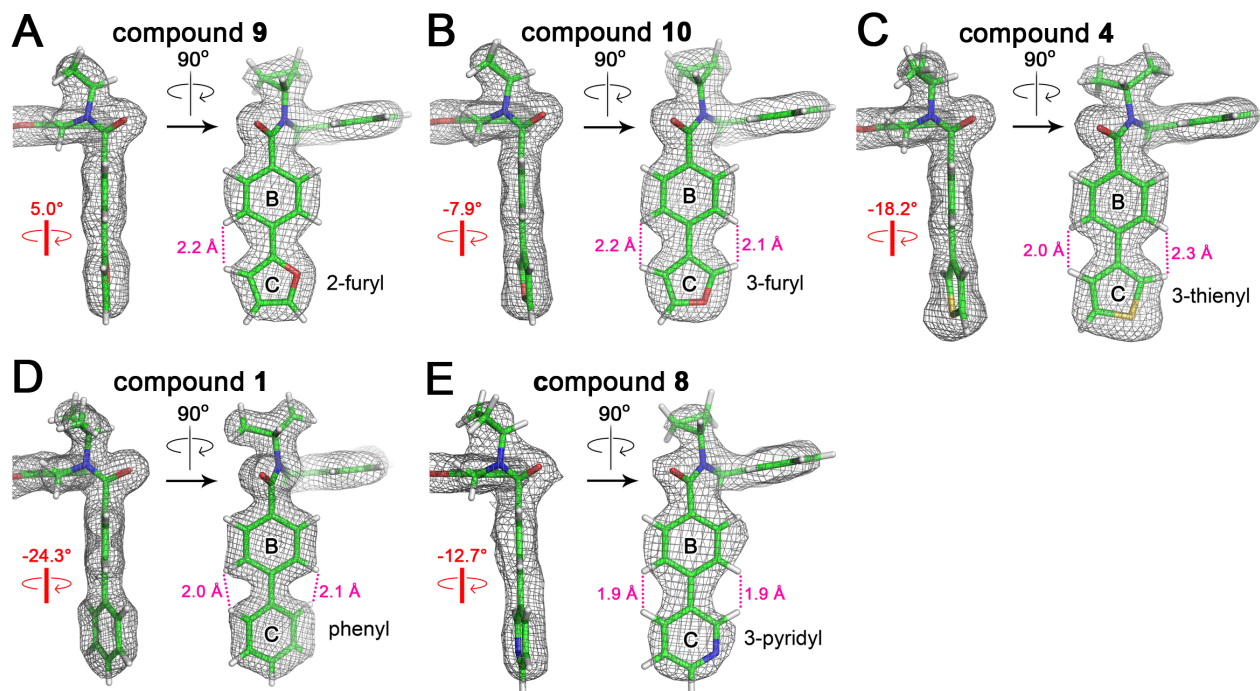 A
compound 9
90°
5.0°
B
2.2 Å
C
2-furyl
B
compound 10
90°
-7.9°
B
2.2 Å
2.1 Å
C
3-furyl
C
compound 4
90°
-18.2°
B
2.0 Å
2.3 Å
C
3-thienyl
D
compound 1
90°
-24.3°
B
2.0 Å
2.1 Å
C
phenyl
E
compound 8
90°
-12.7°
B
1.9 Å
1.9 Å
C
3-pyridyl